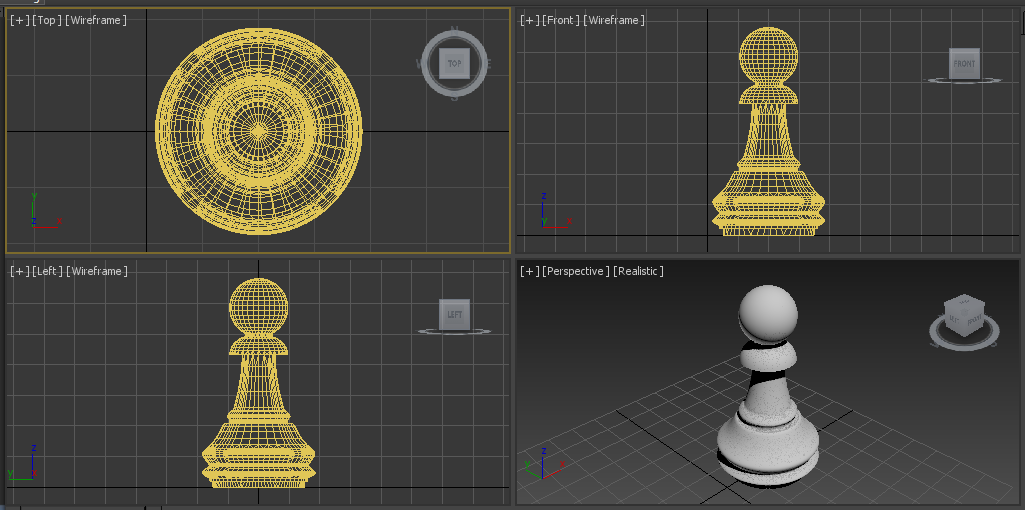 [+] [Top] [Wireframe]
N
W
TOP
E
S
[+] [Front] [Wireframe]
FRONT
y
z
x
z
y
x
[+] [Left] [Wireframe]
LEFT
[+] [Perspective] [Realistic]
z
y
z
y
x